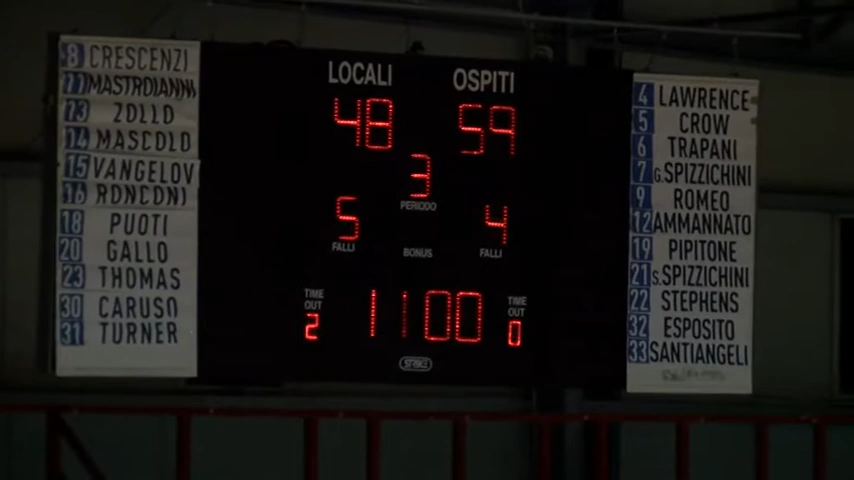 8 CRESCENZI
11 MASTROIANNI
13 ZOLLO
14 MASCOLO
15 VANGELOV
16 RONCONI
18 PUOTI
20 GALLO
23 THOMAS
30 CARUSO
31 TURNER
LOCALI OSPITI
48 59
3
PERIODO
5 4
FALLI BONUS FALLI
TIME OUT TIME OUT
2 11 00 0
4 LAWRENCE
5 CROW
6 TRAPANI
7 G.SPIZZICHINI
9 ROMEO
12 AMMANNATO
19 PIPITONE
21 S.SPIZZICHINI
22 STEPHENS
32 ESPOSITO
33 SANTIANGELI